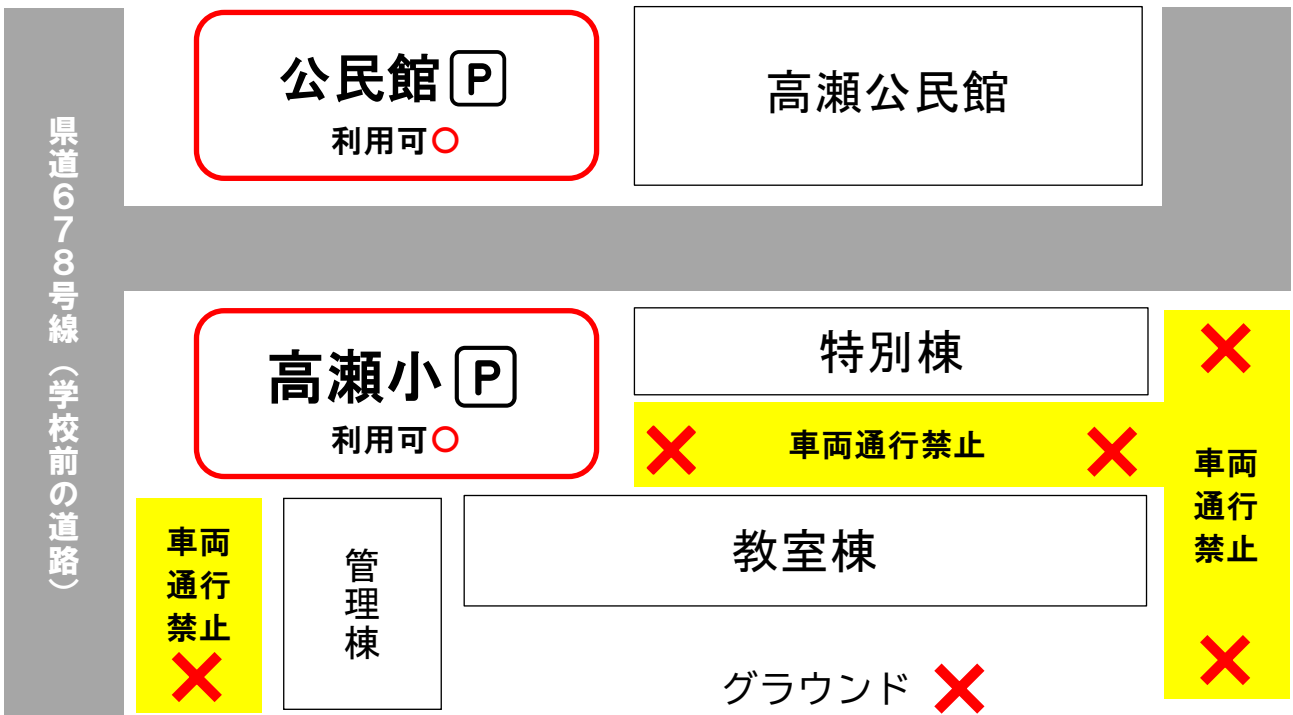 県道678号線（学校前の道路）
公民館P
利用可○
高瀬公民館
高瀬小P
利用可○
特別棟
車両通行禁止
車両
通行
禁止
車両
通行
禁止
管理棟
教室棟
グラウンド